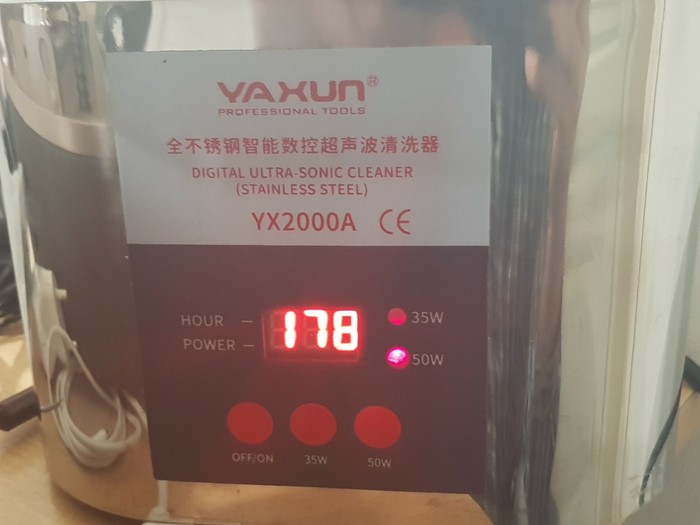 YAXUN®
PROFESSIONAL TOOLS
全不锈钢智能数控超声波清洗器
DIGITAL ULTRA-SONIC CLEANER
(STAINLESS STEEL)
YX2000A CE
HOUR –
POWER –
178
35W
50W
OFF/ON 35W 50W